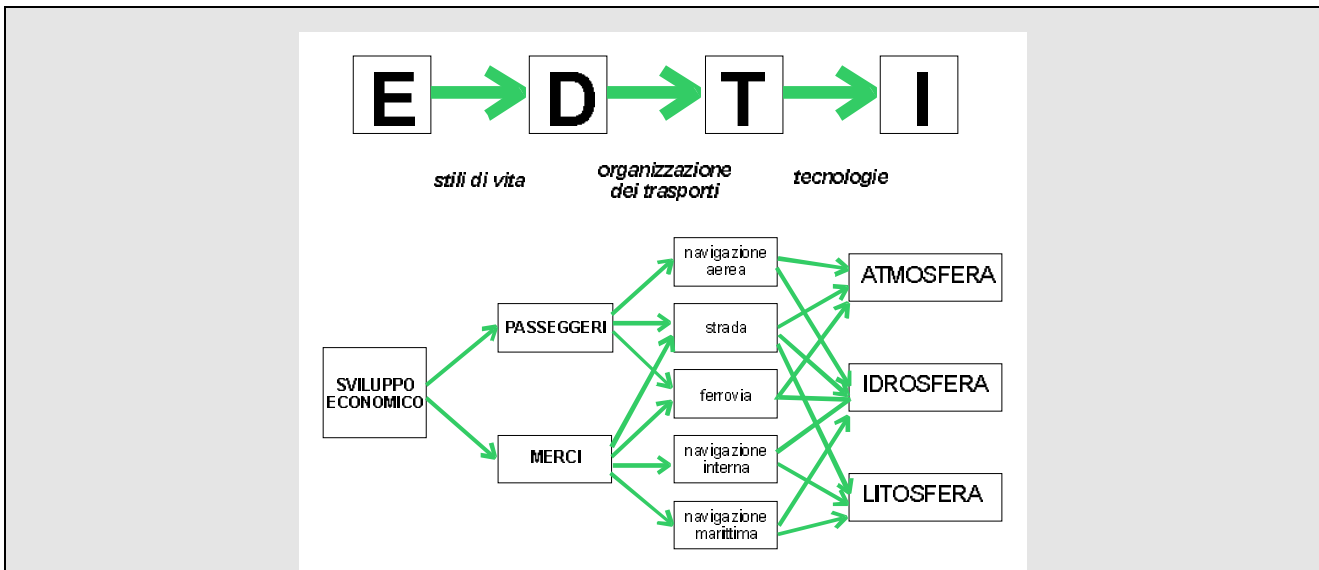 E D T I
stili di vita
organizzazione
dei trasporti
tecnologie
navigazione
aerea
ATMOSFERA
PASSEGGERI
strada
SVILUPPO
ECONOMICO
ferrovia
IDROSFERA
MERCI
navigazione
interna
LITOSFERA
navigazione
marittima